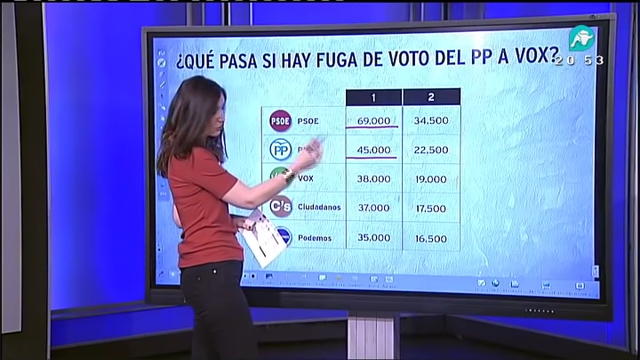 ¿QUÉ PASA SI HAY FUGA DE VOTO DEL PP A VOX?
20 53
1 2
PSOE PSOE 69.000 34.500
PP 45.000 22,500
VOX 38.000 19.000
C's Ciudadanos 37.000 17,500
Podemos 35.000 16,500